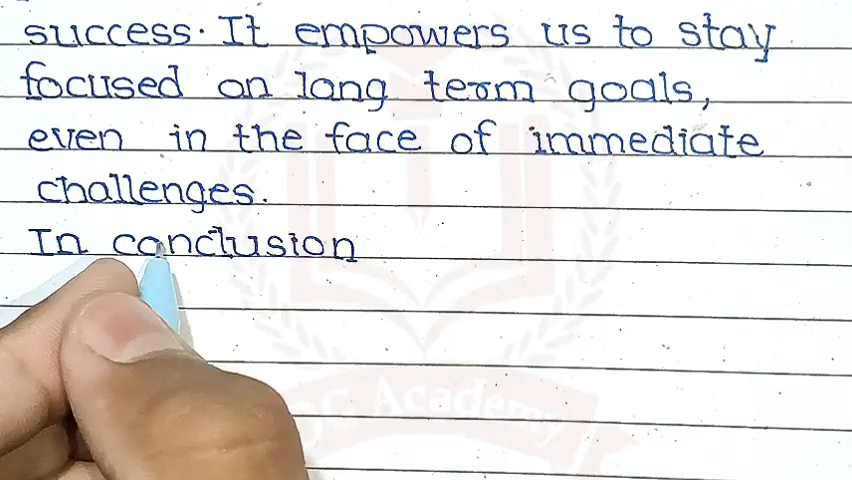 success. It empowers us to stay
focused on long term goals,
even in the face of immediate
challenges.
In conclusion
Academy